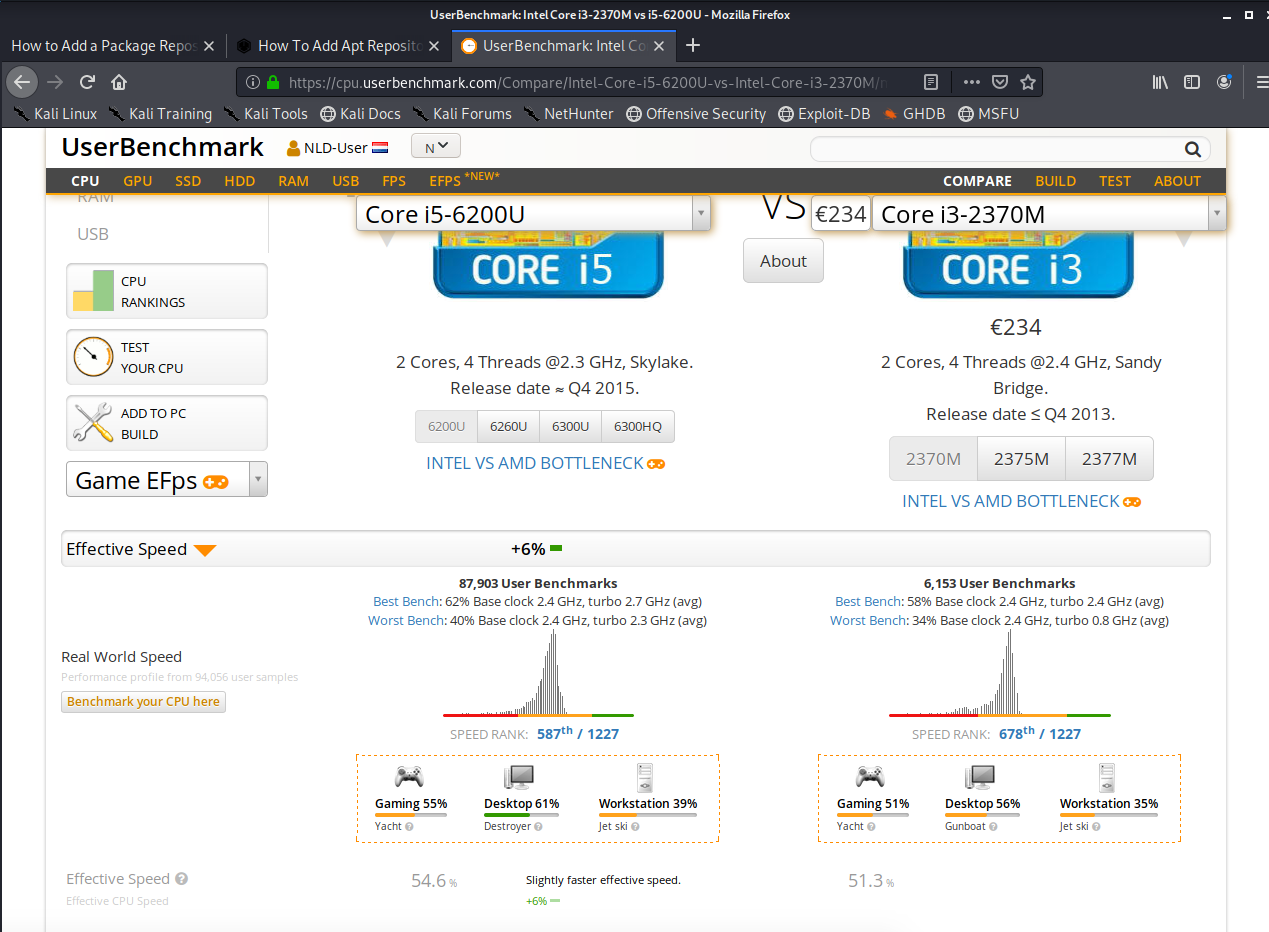 UserBenchmark: Intel Core i3-2370M vs i5-6200U - Mozilla Firefox
How to Add a Package Repos
How To Add Apt Reposito
UserBenchmark: Intel Co
https://cpu.userbenchmark.com/Compare/Intel-Core-i5-6200U-vs-Intel-Core-i3-2370M/
Kali Linux Kali Training Kali Tools Kali Docs Kali Forums NetHunter Offensive Security Exploit-DB GHDB MSFU
UserBenchmark NLD-User N
CPU GPU SSD HDD RAM USB FPS EFPS *NEW* COMPARE BUILD TEST ABOUT
RAM
Core i5-6200U VS €234 Core i3-2370M
USB
CORE i5 About CORE i3
CPU
RANKINGS
TEST
YOUR CPU
ADD TO PC
BUILD
Game EFps
2 Cores, 4 Threads @2.3 GHz, Skylake.
Release date ≈ Q4 2015.
6200U 6260U 6300U 6300HQ
INTEL VS AMD BOTTLENECK
€234
2 Cores, 4 Threads @2.4 GHz, Sandy
Bridge.
Release date ≤ Q4 2013.
2370M 2375M 2377M
INTEL VS AMD BOTTLENECK
Effective Speed +6%
Real World Speed
Performance profile from 94,056 user samples
Benchmark your CPU here
87,903 User Benchmarks
Best Bench: 62% Base clock 2.4 GHz, turbo 2.7 GHz (avg)
Worst Bench: 40% Base clock 2.4 GHz, turbo 2.3 GHz (avg)
SPEED RANK: 587th / 1227
Gaming 55% Desktop 61% Workstation 39%
Yacht Destroyer Jet ski
6,153 User Benchmarks
Best Bench: 58% Base clock 2.4 GHz, turbo 2.4 GHz (avg)
Worst Bench: 34% Base clock 2.4 GHz, turbo 0.8 GHz (avg)
SPEED RANK: 678th / 1227
Gaming 51% Desktop 56% Workstation 35%
Yacht Gunboat Jet ski
Effective Speed
Effective CPU Speed
54.6 %
Slightly faster effective speed.
+6%
51.3 %